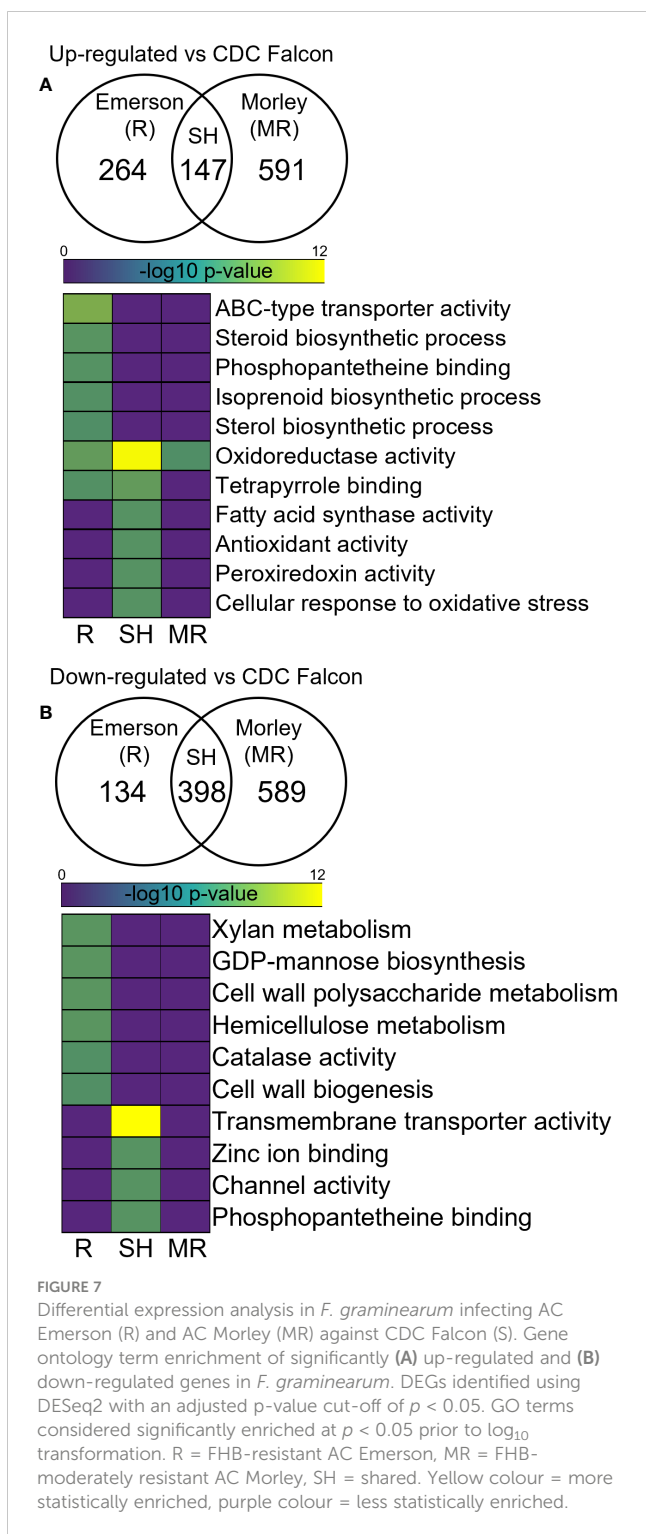 Up-regulated vs CDC Falcon
A
Emerson
(R)
Morley
(MR)
SH
264
147
591
0
12
-log10 p-value
ABC-type transporter activity
Steroid biosynthetic process
Phosphopantetheine binding
Isoprenoid biosynthetic process
Sterol biosynthetic process
Oxidoreductase activity
Tetrapyrrole binding
Fatty acid synthase activity
Antioxidant activity
Peroxiredoxin activity
Cellular response to oxidative stress
R SH MR
Down-regulated vs CDC Falcon
B
Emerson
(R)
Morley
(MR)
SH
134
398
589
0
12
-log10 p-value
Xylan metabolism
GDP-mannose biosynthesis
Cell wall polysaccharide metabolism
Hemicellulose metabolism
Catalase activity
Cell wall biogenesis
Transmembrane transporter activity
Zinc ion binding
Channel activity
Phosphopantetheine binding
R SH MR
FIGURE 7
Differential expression analysis in F. graminearum infecting AC
Emerson (R) and AC Morley (MR) against CDC Falcon (S). Gene
ontology term enrichment of significantly (A) up-regulated and (B)
down-regulated genes in F. graminearum. DEGs identified using
DESeq2 with an adjusted p-value cut-off of p < 0.05. GO terms
considered significantly enriched at p < 0.05 prior to log10
transformation. R = FHB-resistant AC Emerson, MR = FHB-
moderately resistant AC Morley, SH = shared. Yellow colour = more
statistically enriched, purple colour = less statistically enriched.